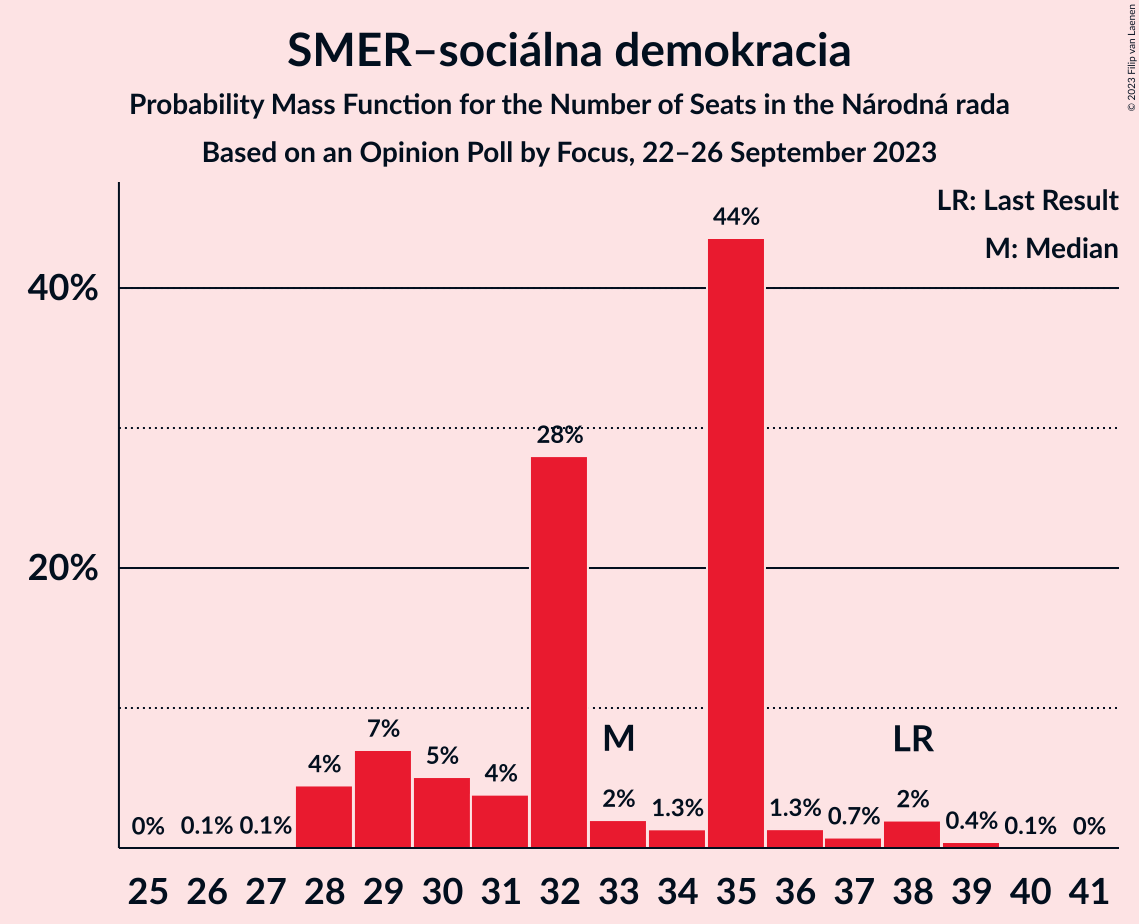 SMER–sociálna demokracia
Probability Mass Function for the Number of Seats in the Národná rada
Based on an Opinion Poll by Focus, 22–26 September 2023
© 2023 Filip van Laenen
LR: Last Result
M: Median
40%
20%
0%
0.1%
0.1%
4%
7%
5%
4%
28%
2%
1.3%
44%
1.3%
0.7%
2%
0.4%
0.1%
0%
M
LR
25 26 27 28 29 30 31 32 33 34 35 36 37 38 39 40 41